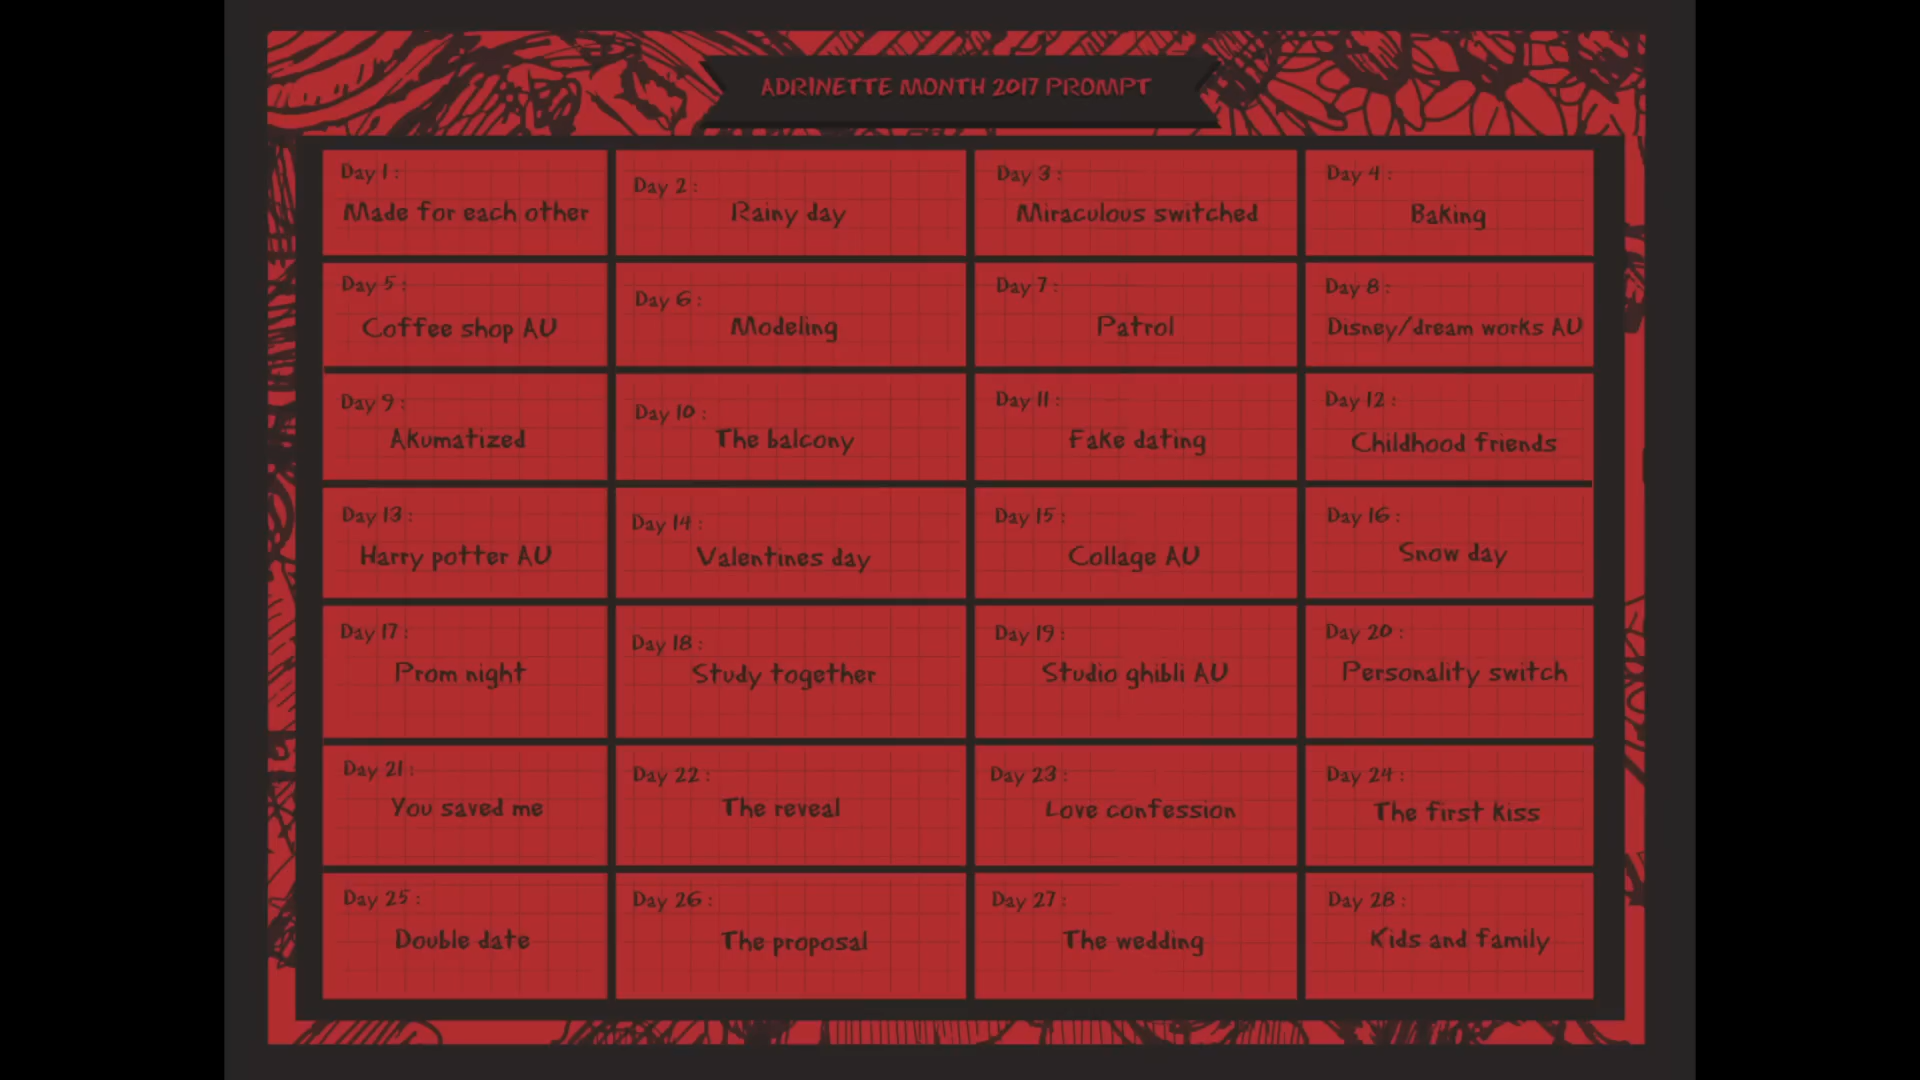 ADRINETTE MONTH 2017 PROMPT
Day 1 :
Made for each other
Day 2 :
Rainy day
Day 3 :
Miraculous switched
Day 4 :
Baking
Day 5 :
Coffee shop AU
Day 6 :
Modeling
Day 7 :
Patrol
Day 8 :
Disney/dream works AU
Day 9 :
Akumatized
Day 10 :
The balcony
Day 11 :
Fake dating
Day 12 :
Childhood friends
Day 13 :
Harry potter AU
Day 14 :
Valentines day
Day 15 :
Collage AU
Day 16 :
Snow day
Day 17 :
Prom night
Day 18 :
Study together
Day 19 :
Studio ghibli AU
Day 20 :
Personality switch
Day 21 :
You saved me
Day 22 :
The reveal
Day 23 :
Love confession
Day 24 :
The first kiss
Day 25 :
Double date
Day 26 :
The proposal
Day 27 :
The wedding
Day 28 :
Kids and family